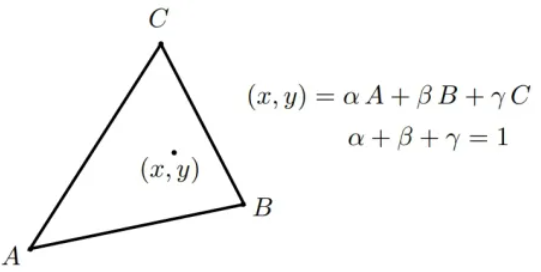 C
(x, y) = α A + β B + γ C
α + β + γ = 1
(x, y)
B
A